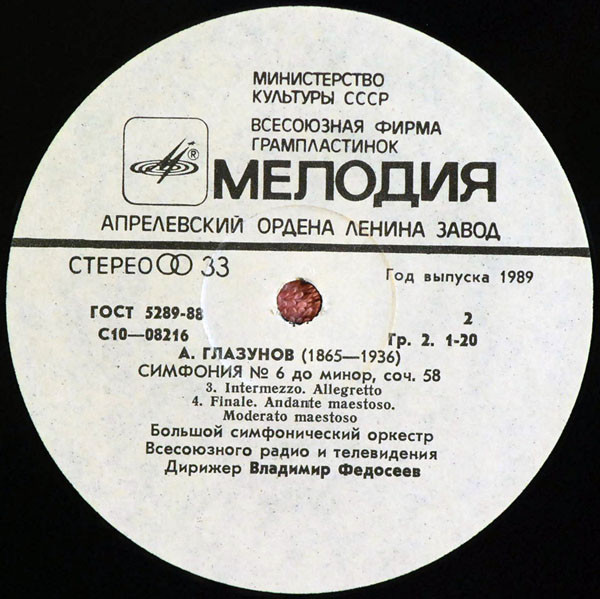 МИНИСТЕРСТВО
КУЛЬТУРЫ СССР
ВСЕСОЮЗНАЯ ФИРМА
ГРАМПЛАСТИНОК
®
МЕЛОДИЯ
АПРЕЛЕВСКИЙ ОРДЕНА ЛЕНИНА ЗАВОД
СТЕРЕО 33
Год выпуска 1989
ГОСТ 5289-88
2
С10—08216
Гр. 2. 1-20
А. ГЛАЗУНОВ (1865—1936)
СИМФОНИЯ № 6 до минор, соч. 58
3. Intermezzo. Allegretto
4. Finale. Andante maestoso.
Moderato maestoso
Большой симфонический оркестр
Всесоюзного радио и телевидения
Дирижер Владимир Федосеев